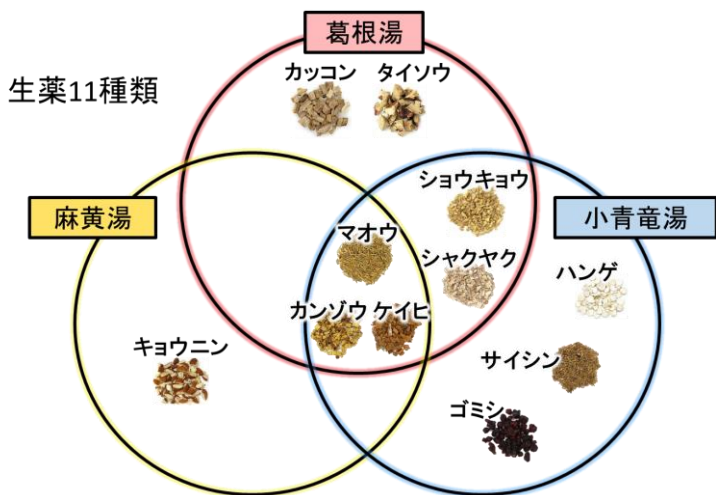 葛根湯
生薬11種類
カッコン
タイソウ
麻黄湯
小青竜湯
ショウキョウ
マオウ
シャクヤク
ハンゲ
カンゾウ
ケイヒ
キョウニン
サイシン
ゴミシ